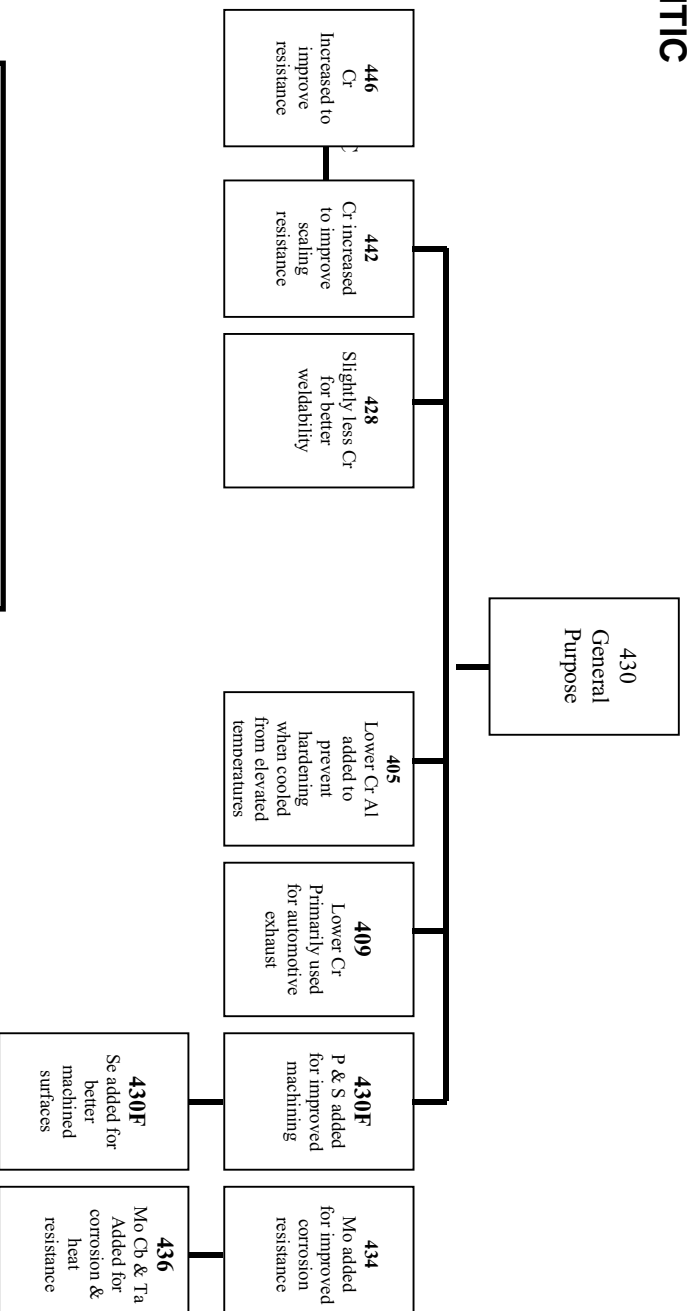 ITIC
430
General
Purpose
446
Cr
Increased to
improve
resistance
442
Cr increased
to improve
scaling
resistance
428
Slightly less Cr
for better
weldability
405
Lower Cr Al
added to
prevent
hardening
when cooled
from elevated
temperatures
409
Lower Cr
Primarily used
for automotive
exhaust
430F
P & S added
for improved
machining
434
Mo added
for improved
corrosion
resistance
430F
Se added for
better
machined
surfaces
436
Mo Cb & Ta
Added for
corrosion &
heat
resistance